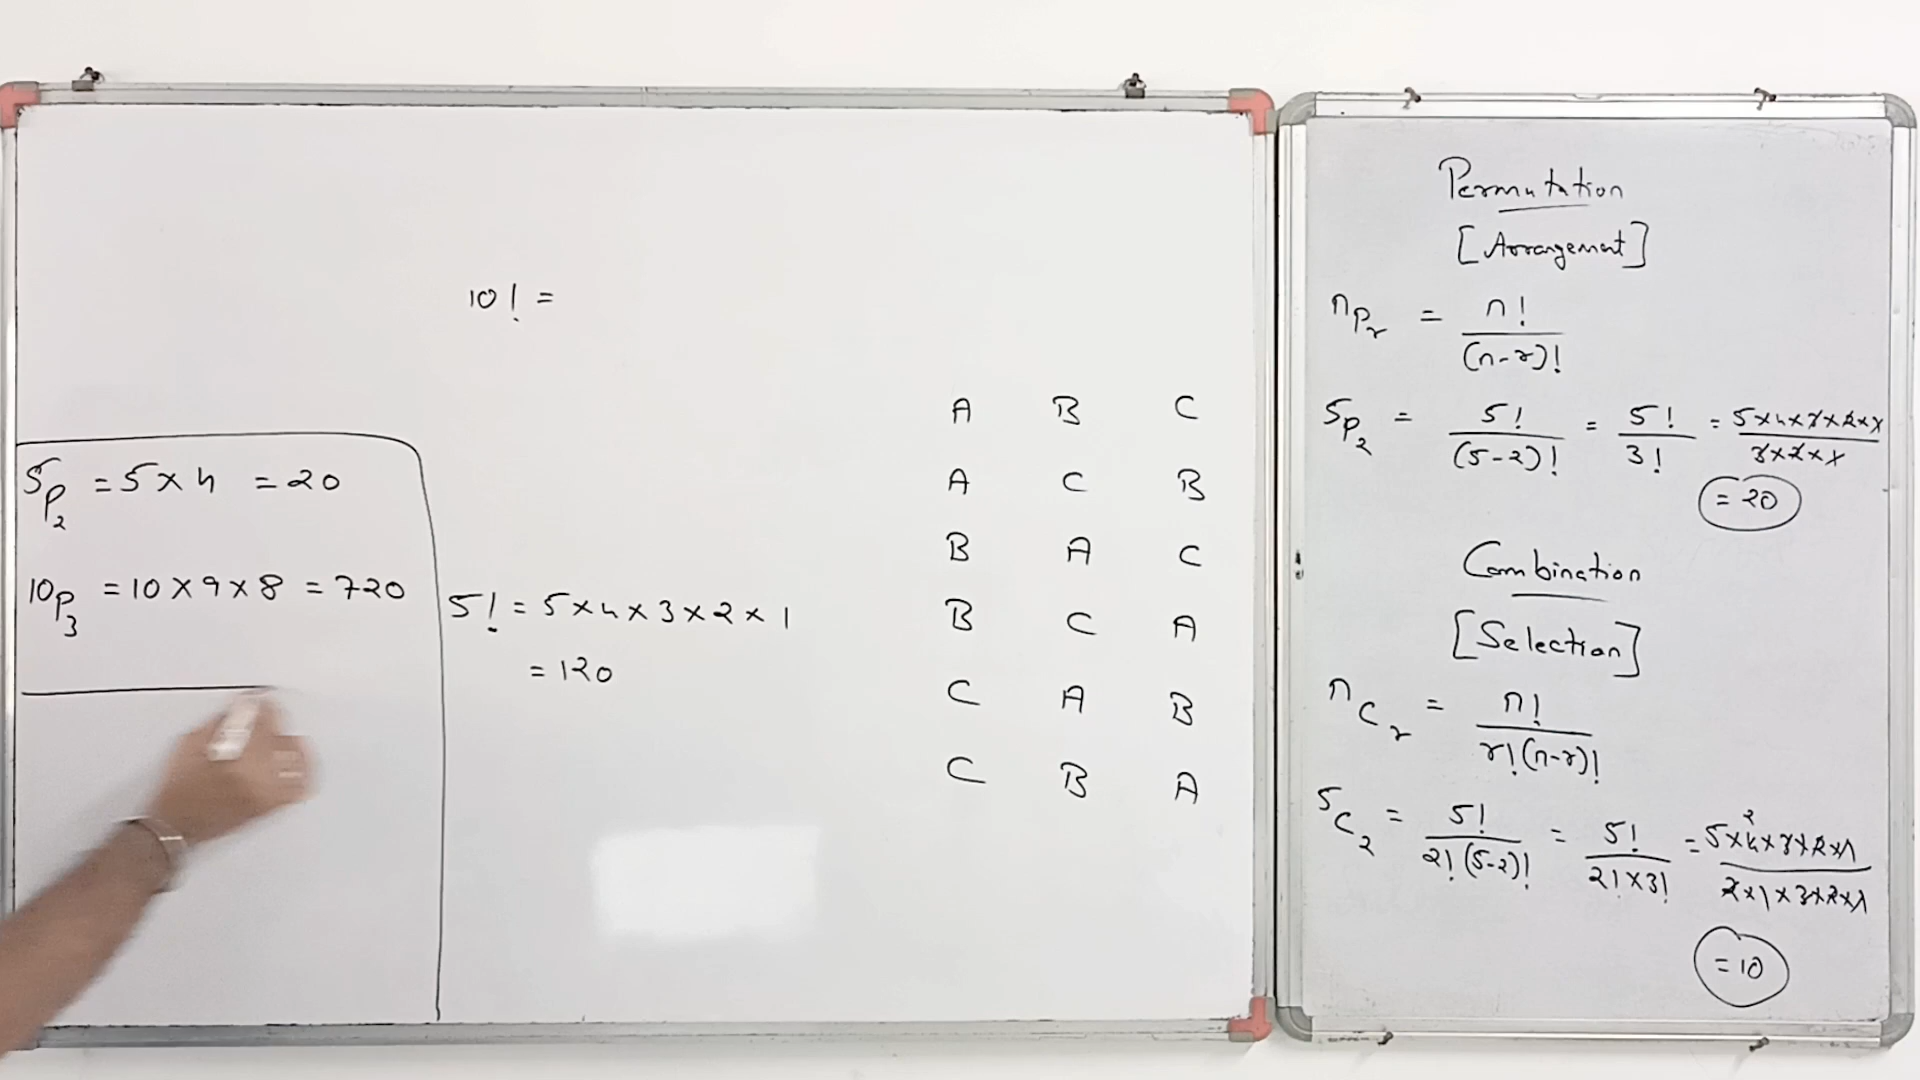 10! =
5P2 = 5 × 4 = 20
10P3 = 10 × 9 × 8 = 720
5! = 5 × 4 × 3 × 2 × 1
= 120
A B C
A C B
B A C
B C A
C A B
C B A
Permutation
[Arrangement]
nPr = n! / (n-r)!
5P2 = 5! / (5-2)! = 5! / 3! = 5×4×3×2×1 / 3×2×1
= 20
Combination
[Selection]
nCr = n! / r!(n-r)!
5C2 = 5! / 2!(5-2)! = 5! / 2!×3! = 5×4×3×2×1 / 2×1×3×2×1
2
= 10